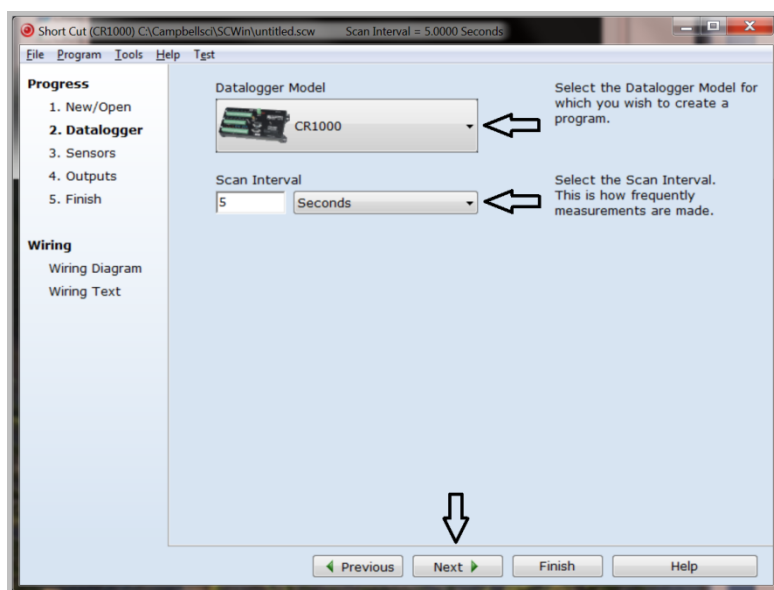 Short Cut (CR1000) C:\Campbellsci\SCWin\untitled.scw Scan Interval = 5.0000 Seconds
File Program Tools Help Test
Progress
1. New/Open
2. Datalogger
3. Sensors
4. Outputs
5. Finish
Wiring
Wiring Diagram
Wiring Text
Datalogger Model
CR1000
Select the Datalogger Model for
which you wish to create a
program.
Scan Interval
5 Seconds
Select the Scan Interval.
This is how frequently
measurements are made.
Previous Next Finish Help